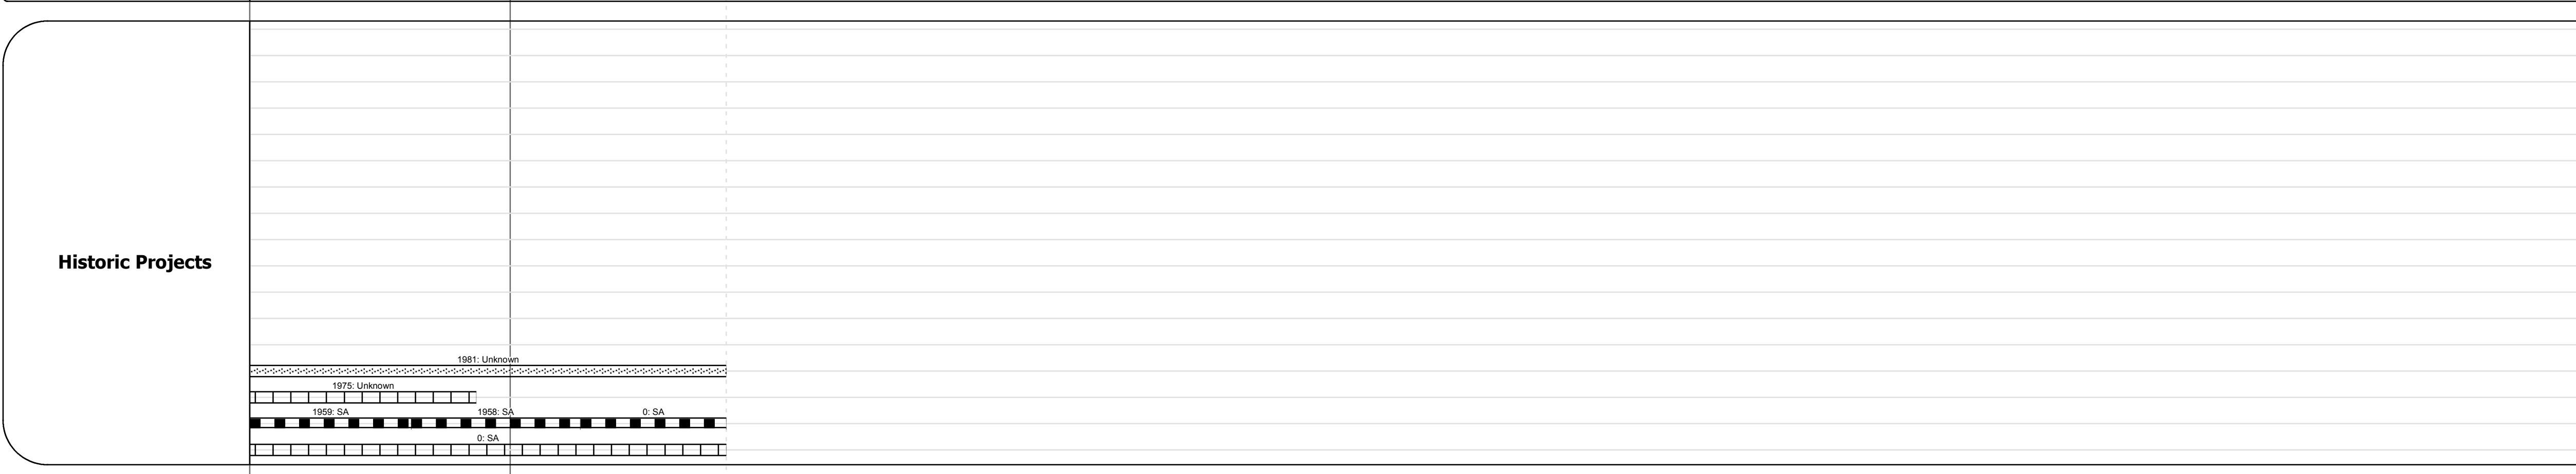 Historic Projects
1981: Unknown
1975: Unknown
1959: SA 1958: SA 0: SA
0: SA